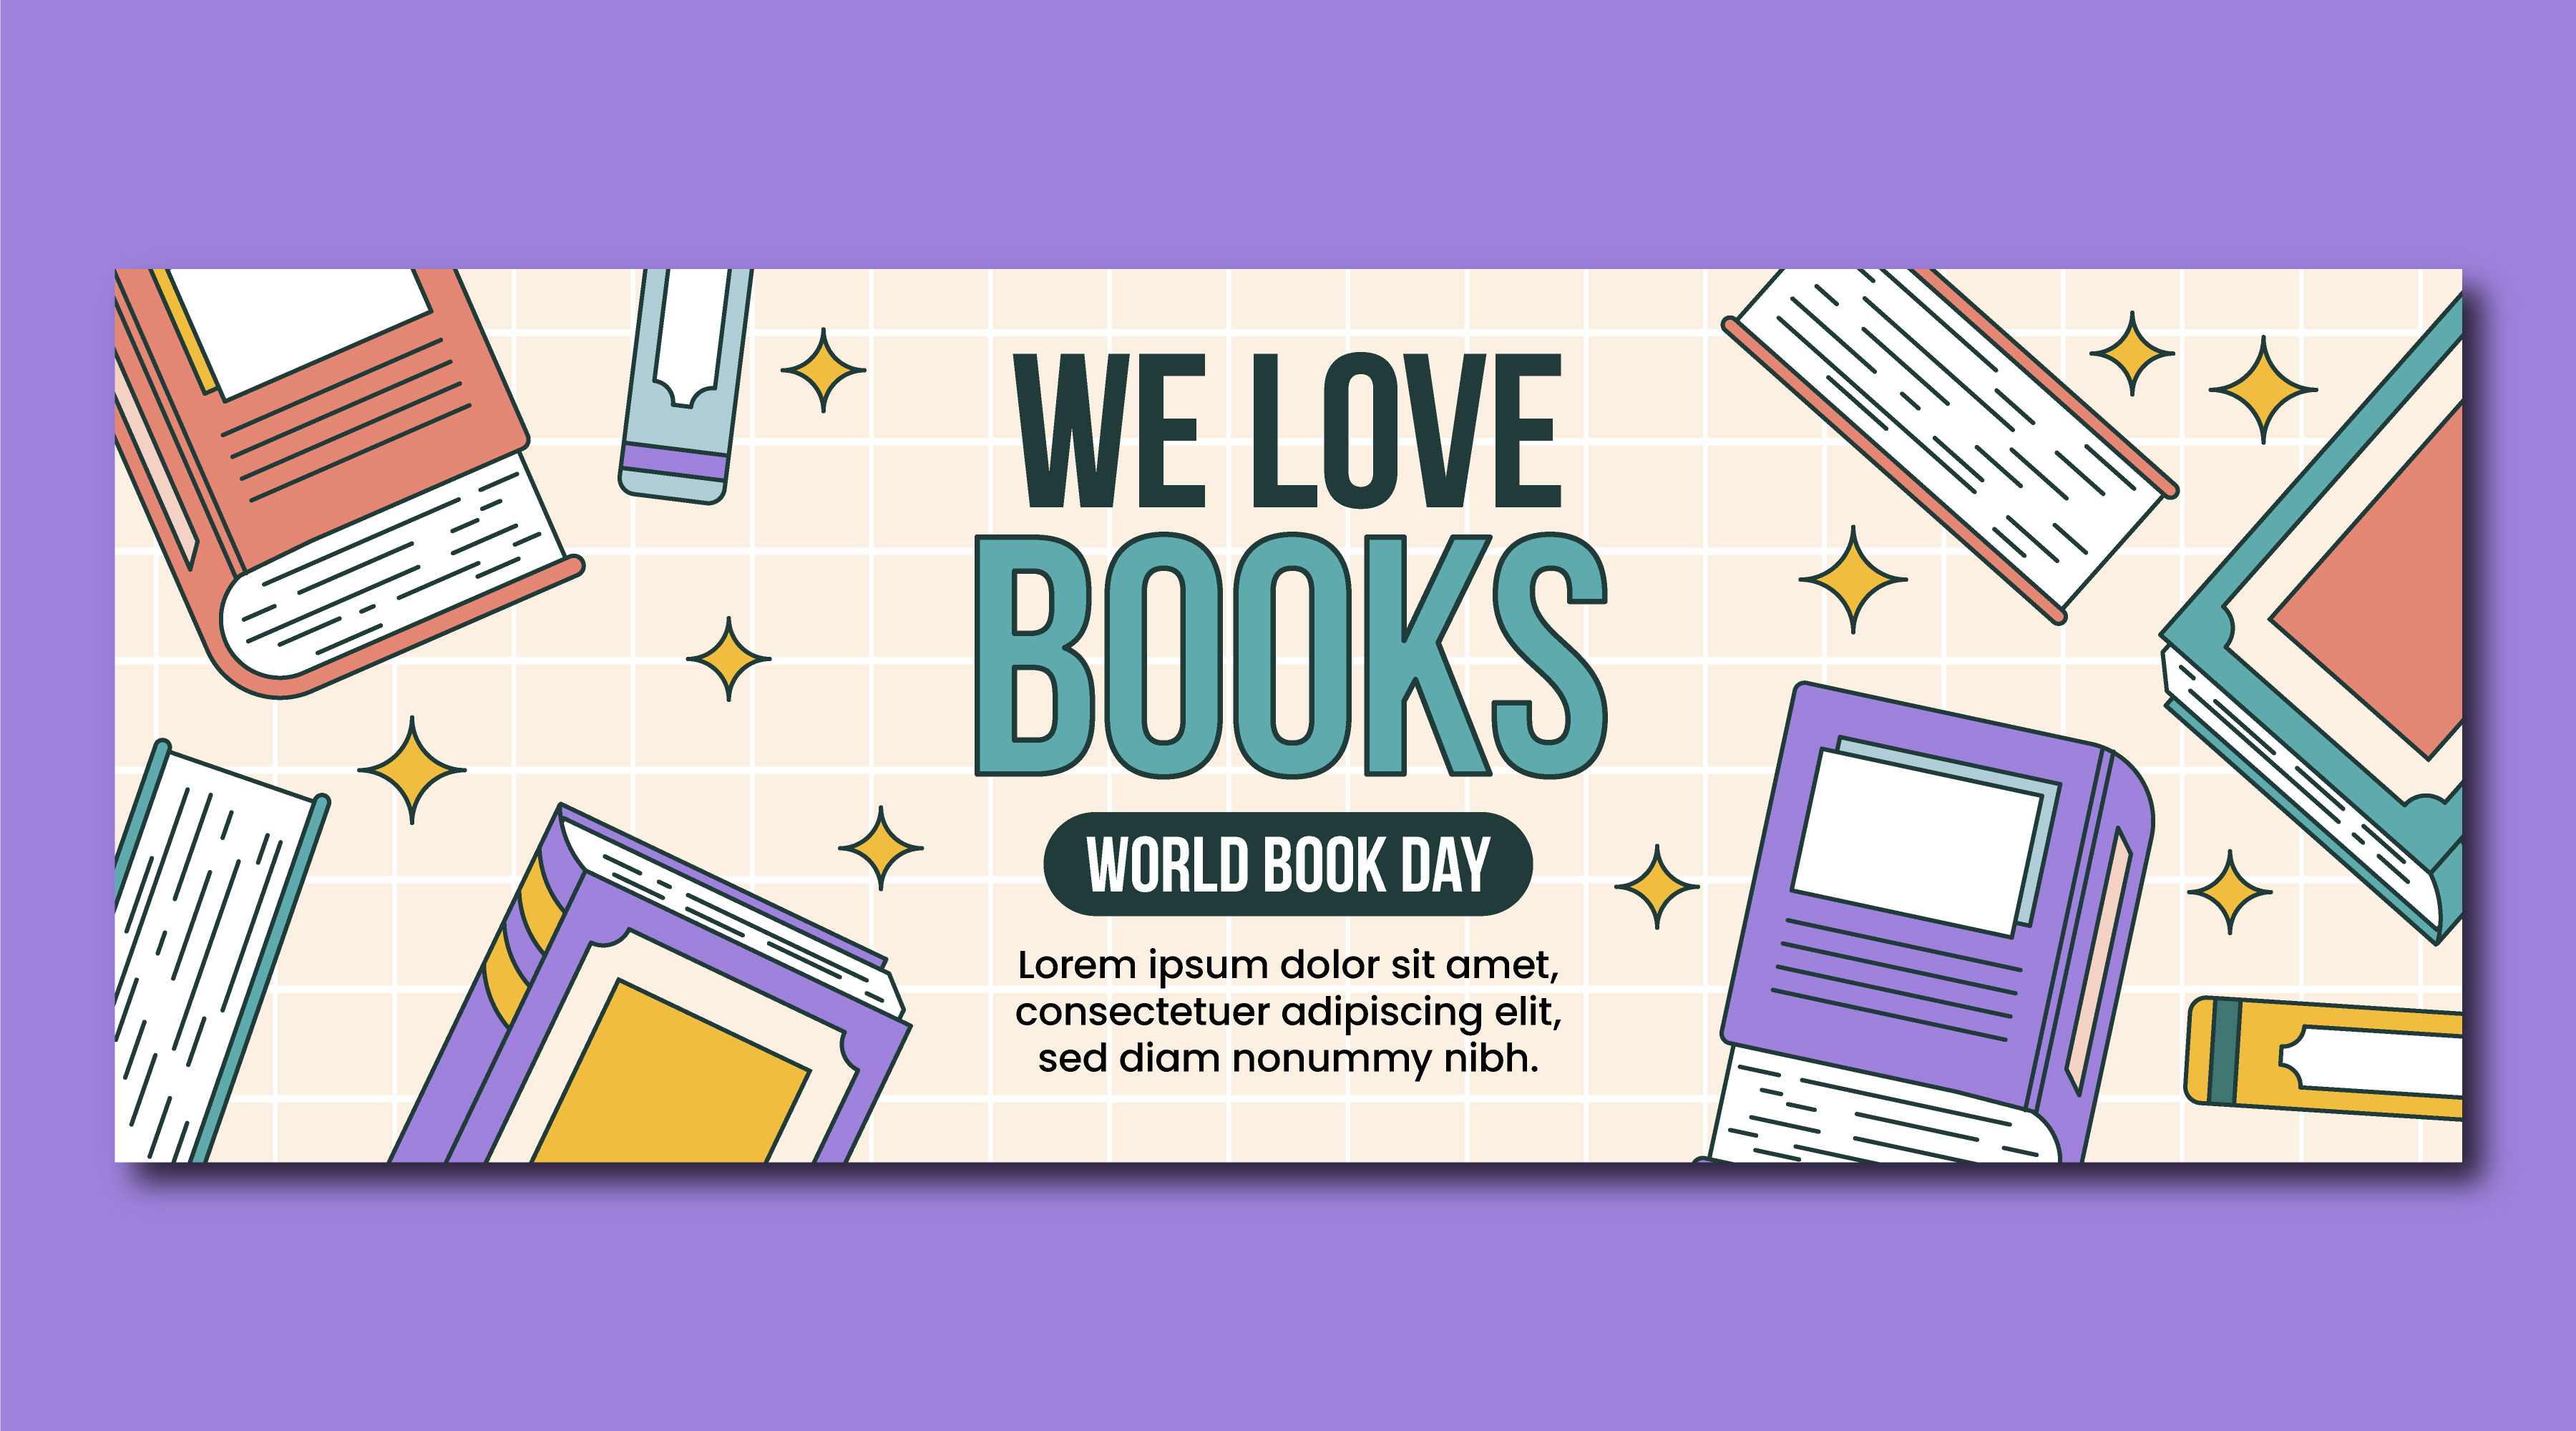 WE LOVE
BOOKS
WORLD BOOK DAY
Lorem ipsum dolor sit amet,
consectetuer adipiscing elit,
sed diam nonummy nibh.